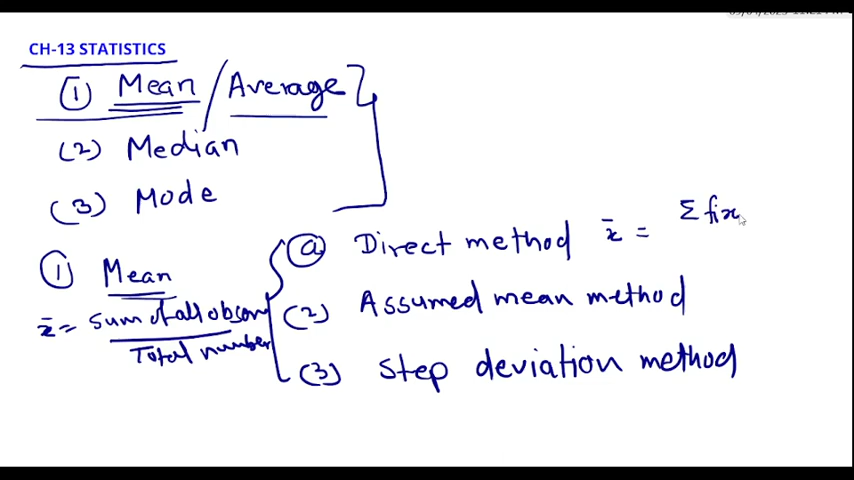 CH-13 STATISTICS
(1) Mean / Average
(2) Median
(3) Mode
(1) Mean
x̄ = Sum of all observ
Total number
(a) Direct method x̄ = Σfix
(2) Assumed mean method
(3) Step deviation method